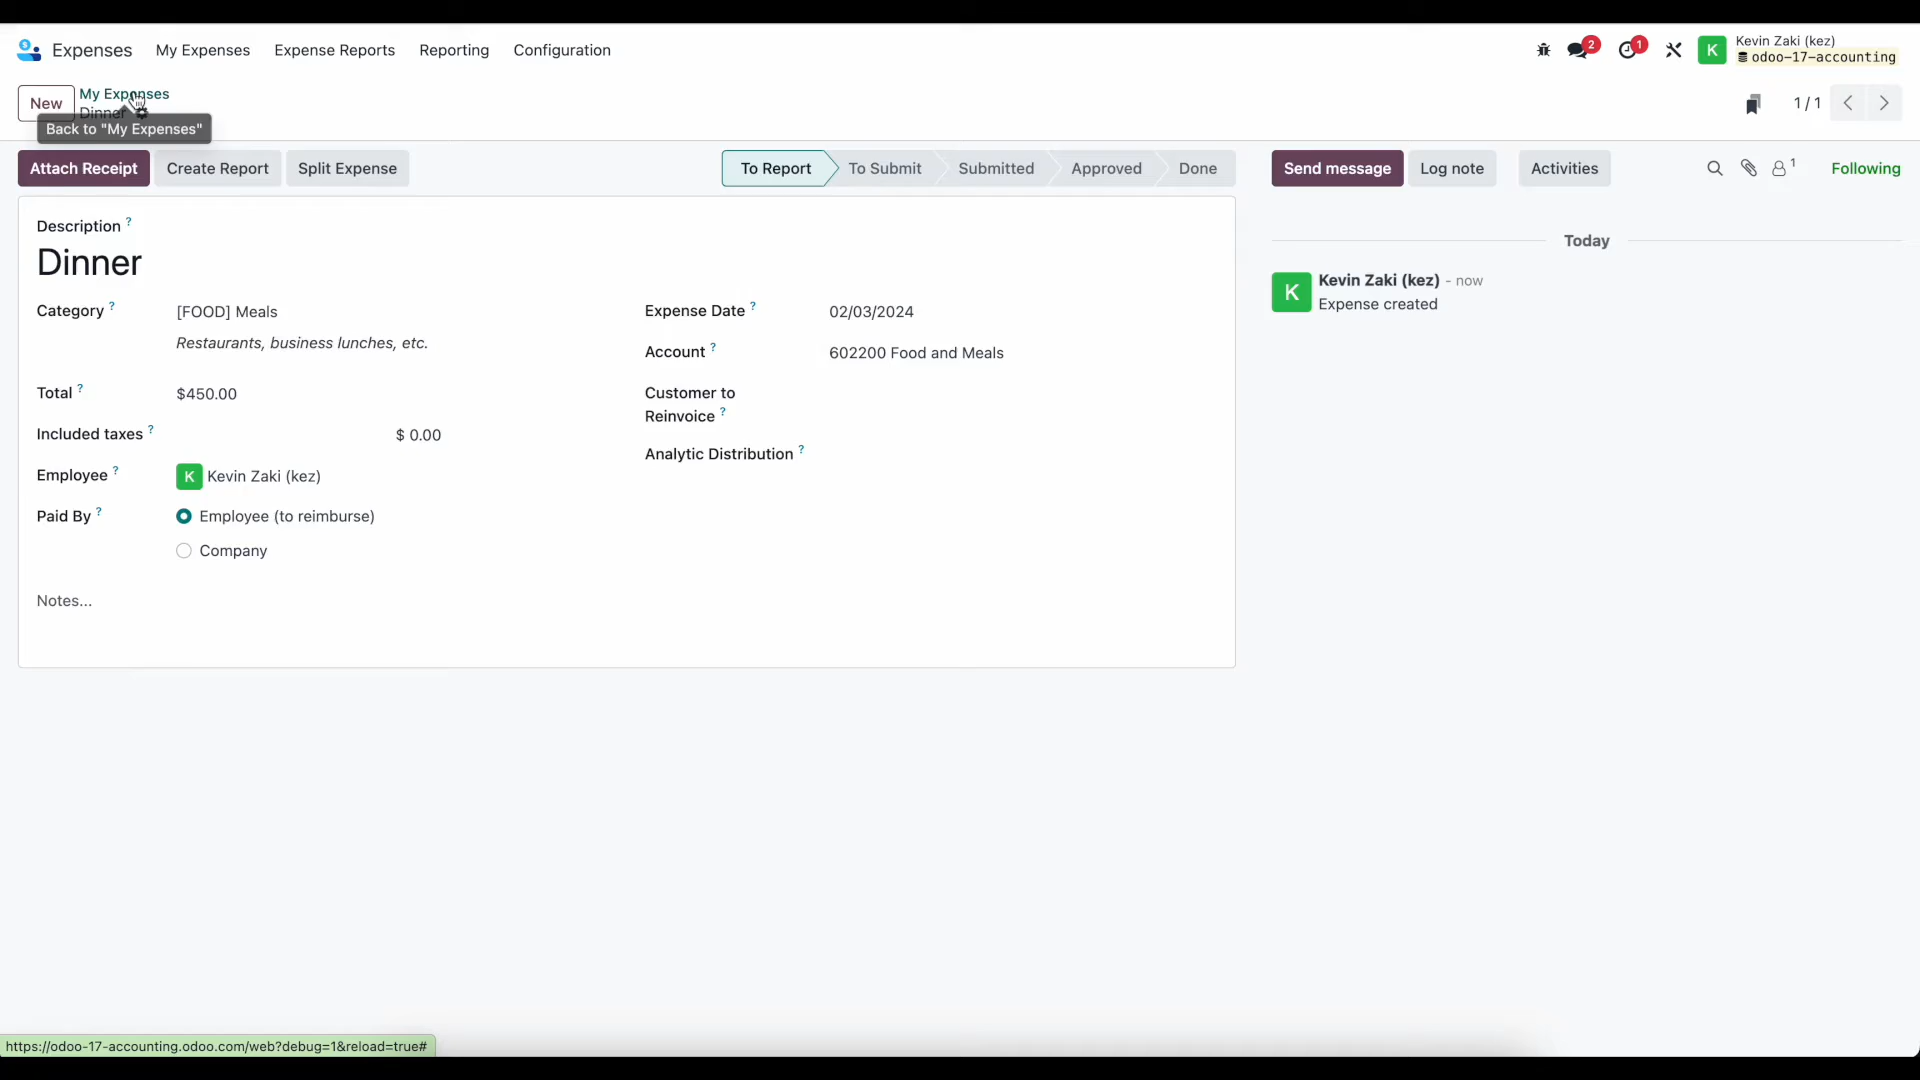 Expenses My Expenses Expense Reports Reporting Configuration 2 1 K Kevin Zaki (kez)
odoo-17-accounting
New My Expenses
Dinner 1 / 1
Back to "My Expenses"
Attach Receipt Create Report Split Expense To Report To Submit Submitted Approved Done Send message Log note Activities 1 Following
Description ?
Dinner
Today
Category ? [FOOD] Meals Expense Date ? 02/03/2024
K Kevin Zaki (kez) - now
Expense created
Restaurants, business lunches, etc. Account ? 602200 Food and Meals
Total ? $450.00 Customer to
Reinvoice ?
Included taxes ? $ 0.00
Analytic Distribution ?
Employee ? K Kevin Zaki (kez)
Paid By ? Employee (to reimburse)
Company
Notes...
https://odoo-17-accounting.odoo.com/web?debug=1&reload=true#